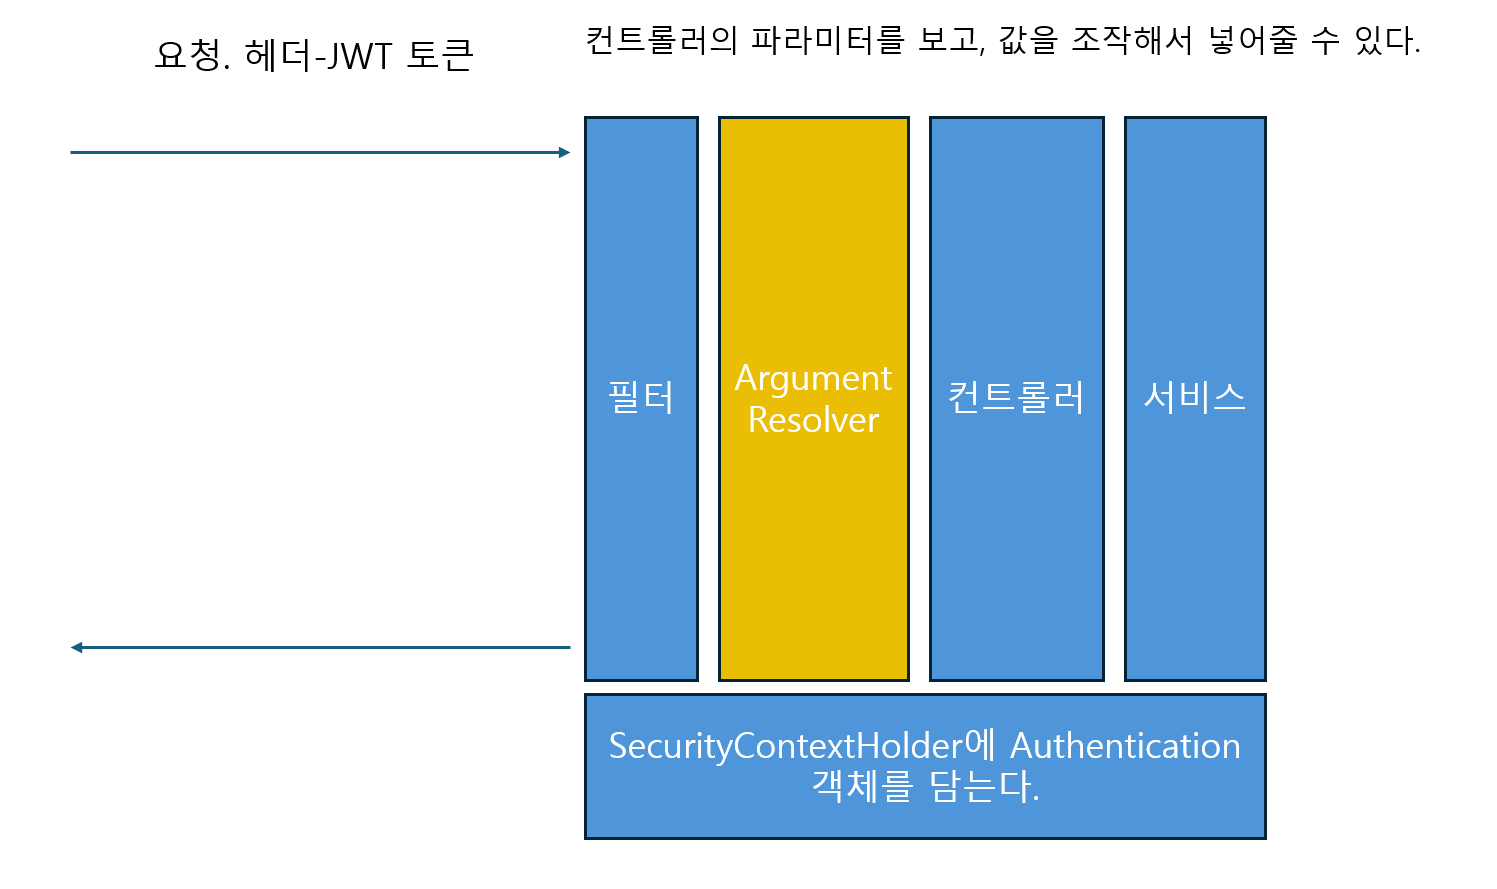 요청. 헤더-JWT 토큰
컨트롤러의 파라미터를 보고, 값을 조작해서 넣어줄 수 있다.
필터
Argument
Resolver
컨트롤러
서비스
SecurityContextHolder에 Authentication
객체를 담는다.